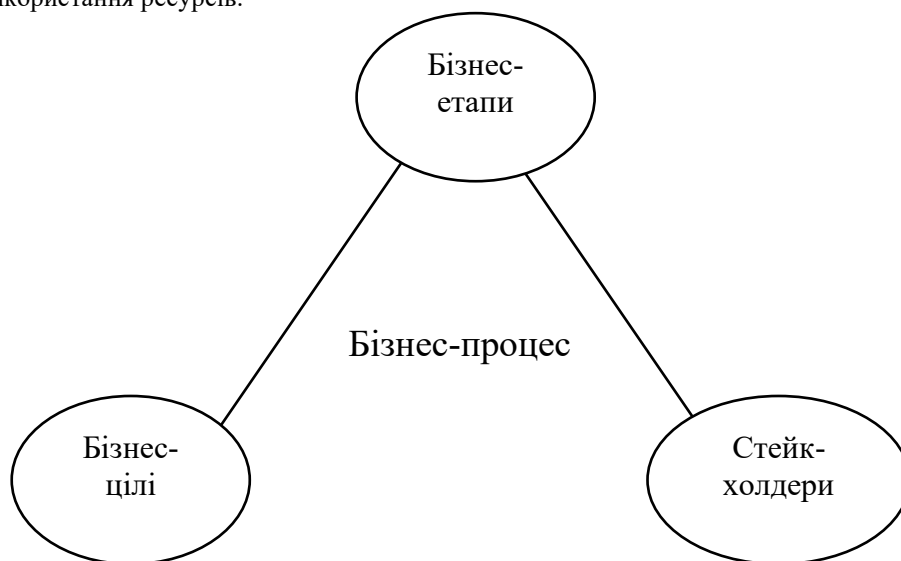 ресурсів.
Бізнес-
етапи
Бізнес-процес
Бізнес-
цілі
Стейк-
холдери